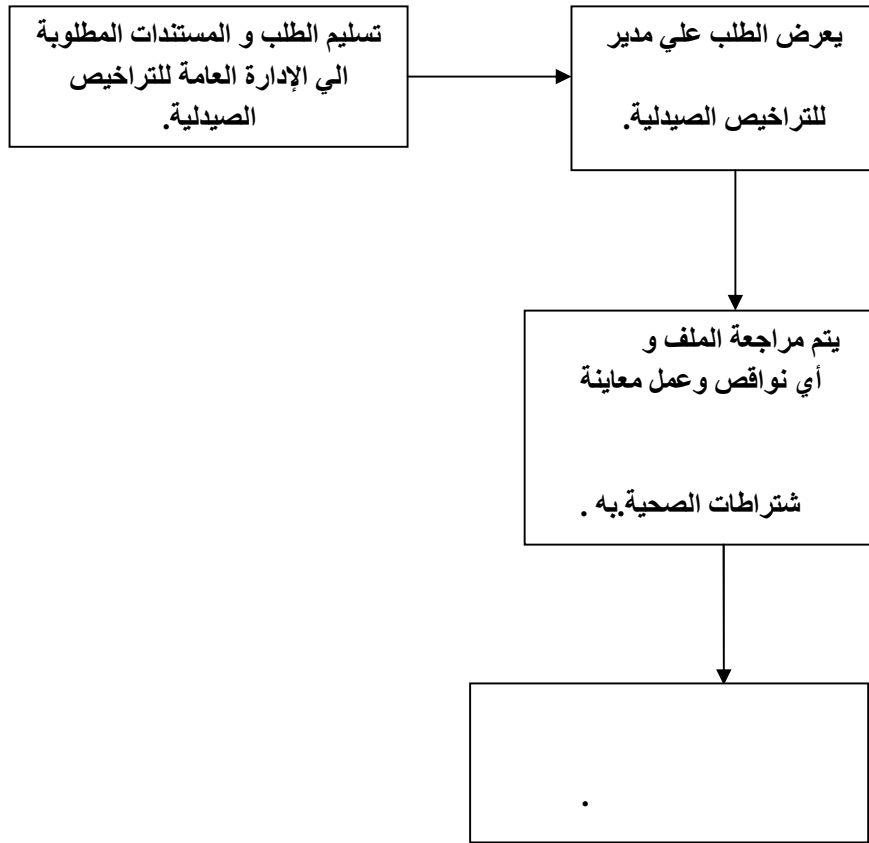 تسليم الطلب و المستندات المطلوبة
الي الإدارة العامة للتراخيص
الصيدلية.
يعرض الطلب علي مدير
للتراخيص الصيدلية.
يتم مراجعة الملف و
أي نواقص وعمل معاينة
شتراطات الصحية.به .
.